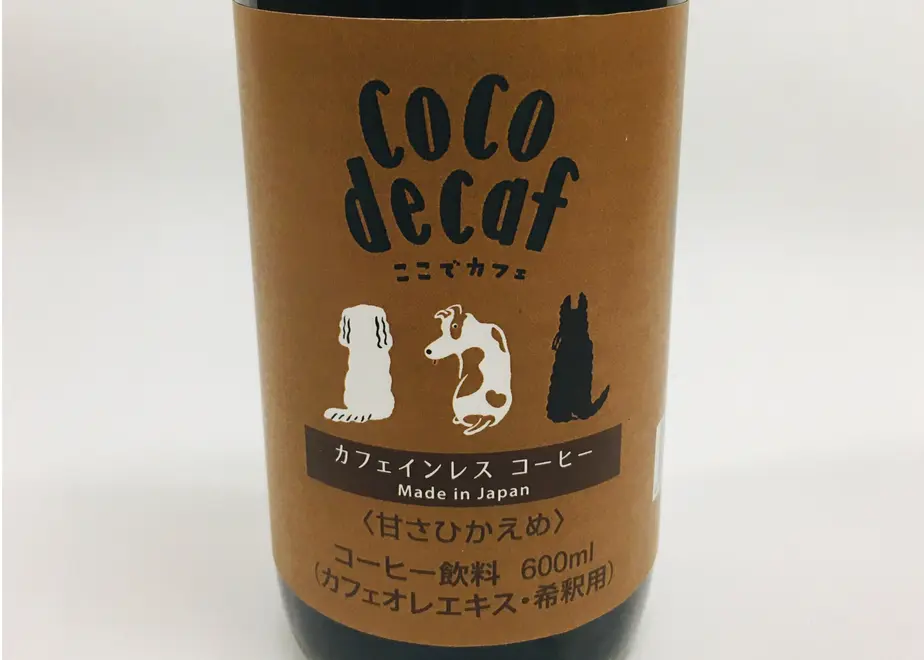 coco
decaf
ここでカフェ
カフェインレス コーヒー
Made in Japan
〈甘さひかえめ〉
コーヒー飲料 600ml
(カフェオレエキス・希釈用)